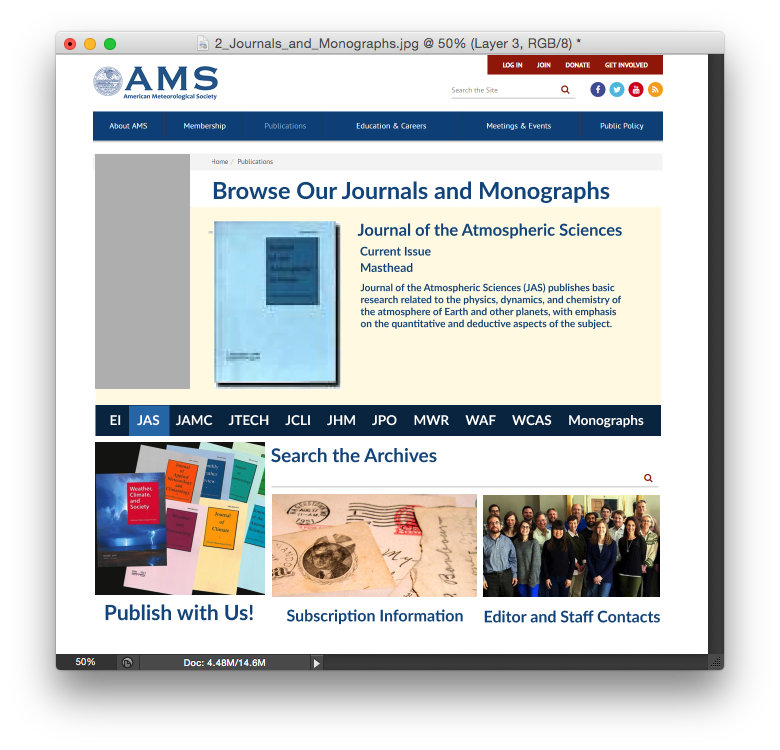 2_Journals_and_Monographs.jpg @ 50% (Layer 3, RGB/8) *
LOG IN JOIN DONATE GET INVOLVED
AMS
American Meteorological Society
Search the Site
About AMS Membership Publications Education & Careers Meetings & Events Public Policy
Home / Publications
Browse Our Journals and Monographs
Journal of the Atmospheric Sciences
Current Issue
Masthead
Journal of the Atmospheric Sciences (JAS) publishes basic
research related to the physics, dynamics, and chemistry of
the atmosphere of Earth and other planets, with emphasis
on the quantitative and deductive aspects of the subject.
Journal
of the
Atmospheric
Sciences
EI JAS JAMC JTECH JCLI JHM JPO MWR WAF WCAS Monographs
Search the Archives
Weather,
Climate,
and
Society
Journal
of
Climate
Publish with Us!
Subscription Information
Editor and Staff Contacts
50%
Doc: 4.48M/14.6M